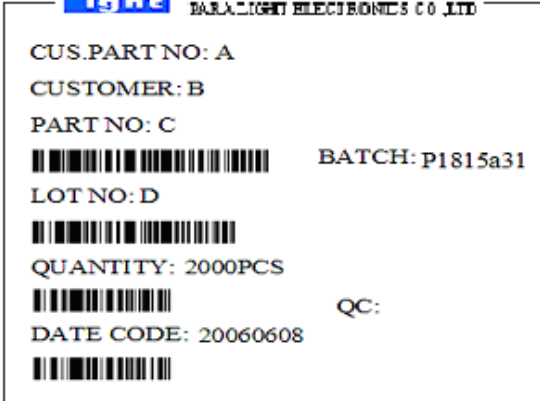 light PARALIGHT ELECTRONICS CO.,LTD
CUS.PART NO: A
CUSTOMER: B
PART NO: C
BATCH: P1815a31
LOT NO: D
QUANTITY: 2000PCS
QC:
DATE CODE: 20060608